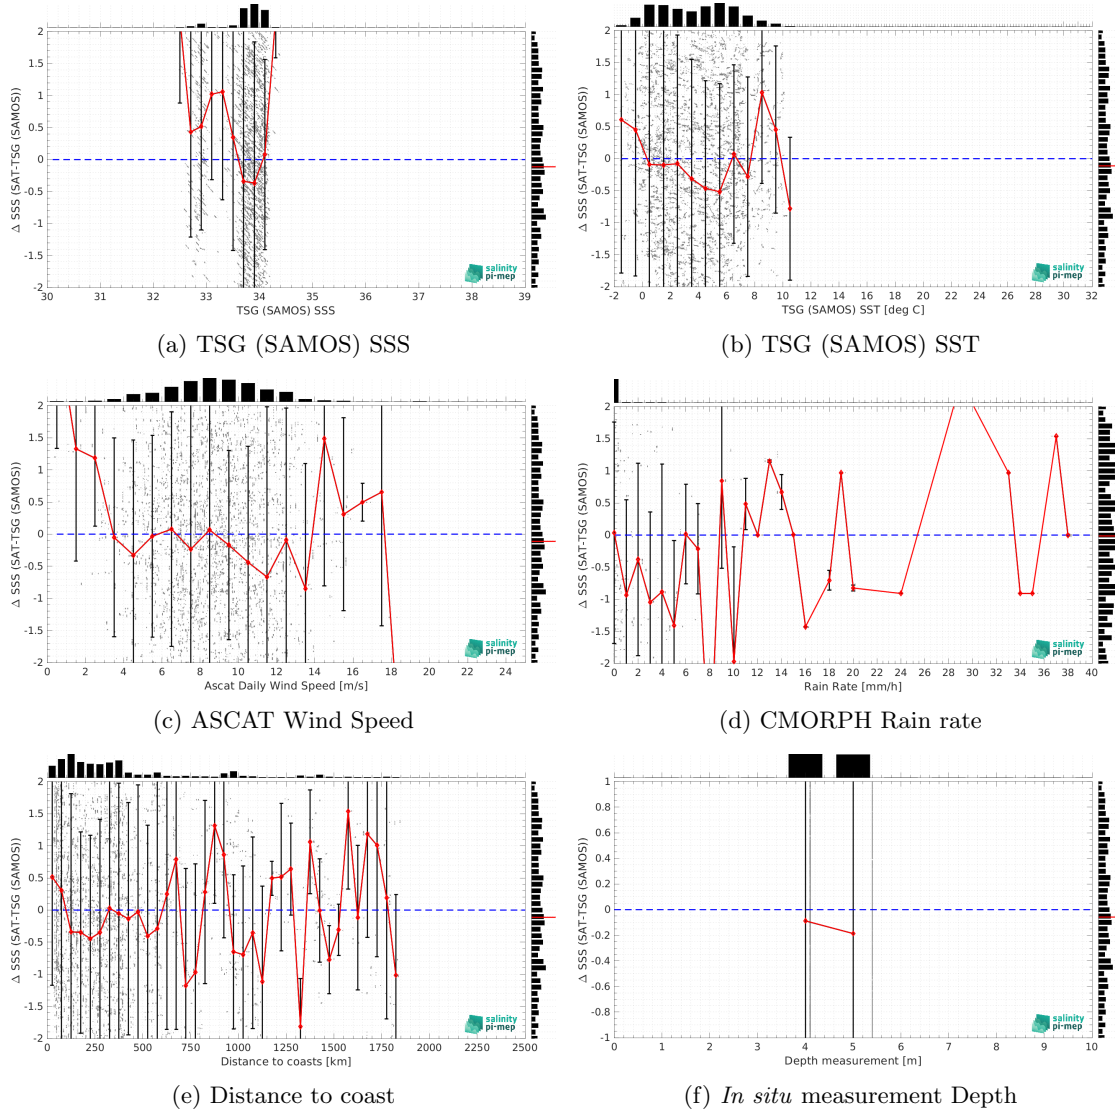 2
1.5
1
0.5
0
-0.5
-1
-1.5
-2
Δ SSS (SAT-TSG (SAMOS))
30 31 32 33 34 35 36 37 38 39
TSG (SAMOS) SSS
salinity
pi-mep
(a) TSG (SAMOS) SSS
2
1.5
1
0.5
0
-0.5
-1
-1.5
-2
Δ SSS (SAT-TSG (SAMOS))
-2 0 2 4 6 8 10 12 14 16 18 20 22 24 26 28 30 32
TSG (SAMOS) SST [deg C]
salinity
pi-mep
(b) TSG (SAMOS) SST
2
1.5
1
0.5
0
-0.5
-1
-1.5
-2
Δ SSS (SAT-TSG (SAMOS))
0 2 4 6 8 10 12 14 16 18 20 22 24
Ascat Daily Wind Speed [m/s]
salinity
pi-mep
(c) ASCAT Wind Speed
2
1.5
1
0.5
0
-0.5
-1
-1.5
-2
Δ SSS (SAT-TSG (SAMOS))
0 2 4 6 8 10 12 14 16 18 20 22 24 26 28 30 32 34 36 38 40
Rain Rate [mm/h]
salinity
pi-mep
(d) CMORPH Rain rate
2
1.5
1
0.5
0
-0.5
-1
-1.5
-2
Δ SSS (SAT-TSG (SAMOS))
0 250 500 750 1000 1250 1500 1750 2000 2500
Distance to coasts [km]
salinity
pi-mep
(e) Distance to coast
1
0.8
0.6
0.4
0.2
0
-0.2
-0.4
-0.6
-0.8
-1
Δ SSS (SAT-TSG (SAMOS))
0 1 2 3 4 5 6 7 8 9 10
Depth measurement [m]
salinity
pi-mep
(f) In situ measurement Depth